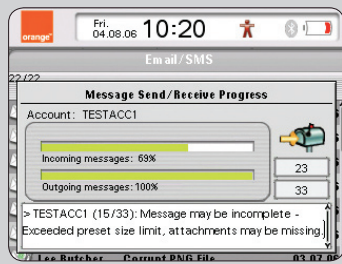 orange™
Fri.
04.08.06 10:20
Email/SMS
22/22
Message Send/Receive Progress
Account: TESTACC1
Incoming messages: 69%
23
Outgoing messages: 100%
33
> TESTACC1 (15/33): Message may be incomplete -
Exceeded preset size limit, attachments may be missing.
Lee Butcher Corrupt PNG File 03.07.06